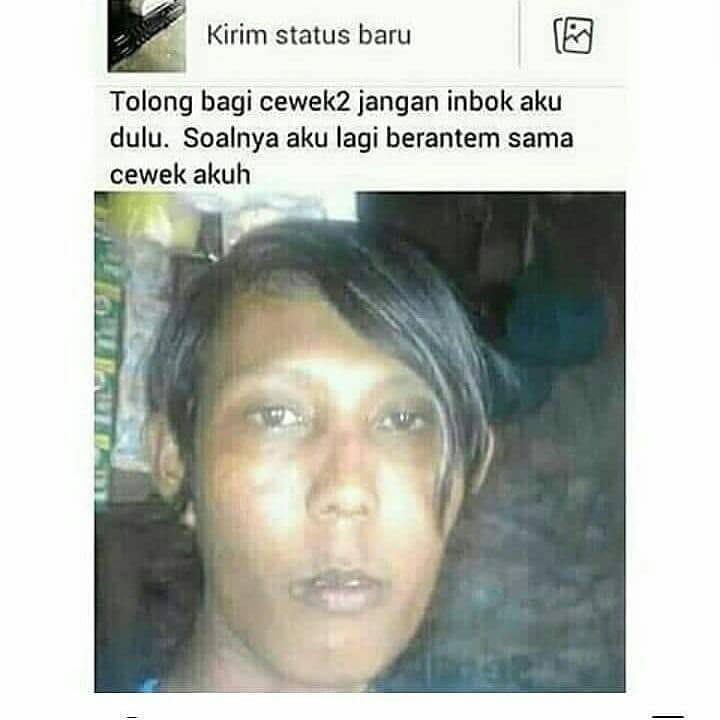 Kirim status baru
Tolong bagi cewek2 jangan inbok aku
dulu. Soalnya aku lagi berantem sama
cewek akuh